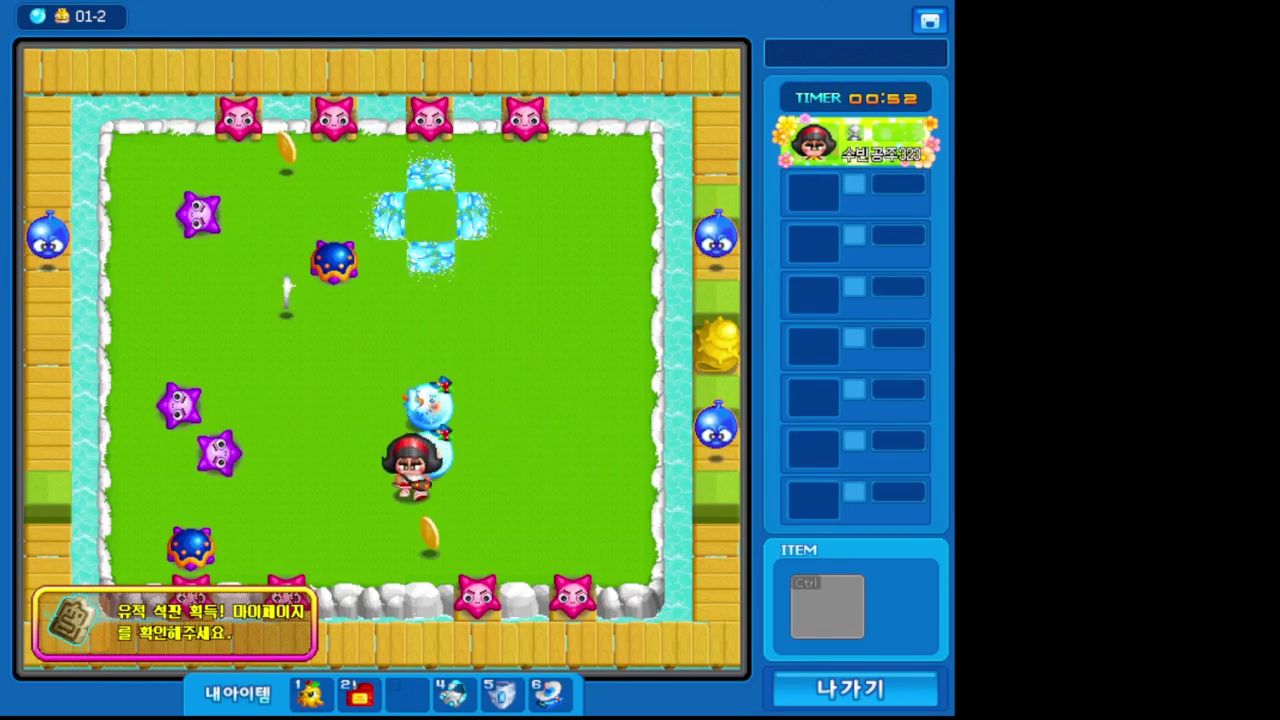 01-2
TIMER 00:52
수빈공주323
ITEM
Ctrl
유적 석판 획득! 마이페이지
를 확인해주세요.
내아이템 1 2 4 5 6
나가기